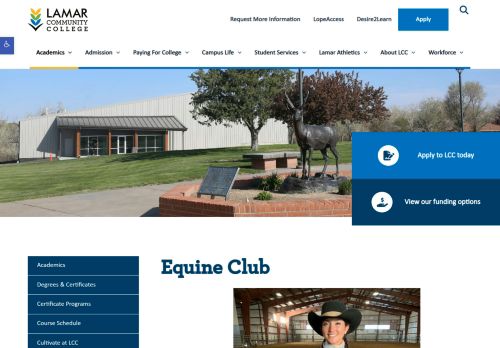 LAMAR
COMMUNITY
COLLEGE
Request More Information
LopeAccess
Desire2Learn
Apply
Academics
Admission
Paying For College
Campus Life
Student Services
Lamar Athletics
About LCC
Workforce
Apply to LCC today
View our funding options
Academics
Degrees & Certificates
Certificate Programs
Course Schedule
Cultivate at LCC
Equine Club